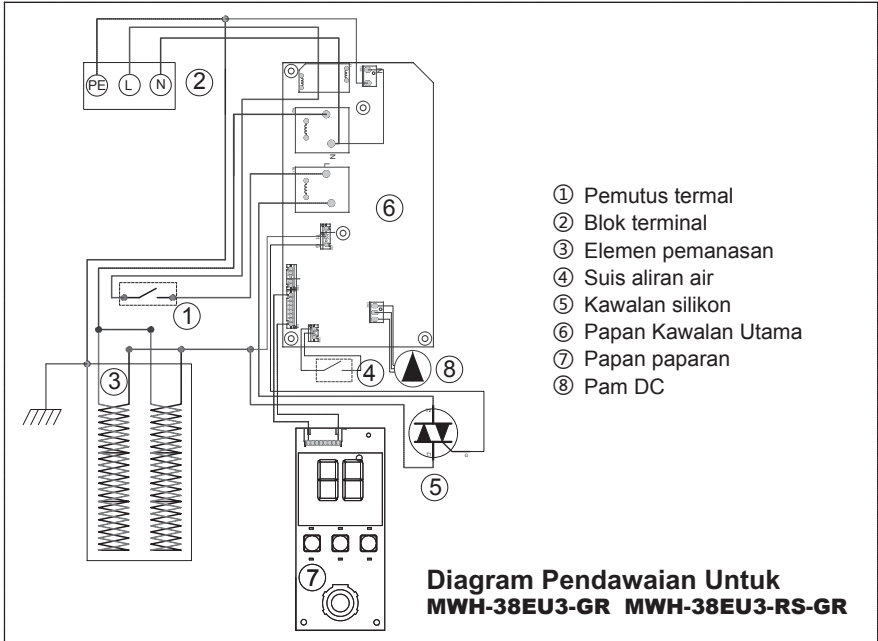 PE L N ②
N
L
⑥
①
③
④ ⑧
⑤
G
⑦
① Pemutus termal
② Blok terminal
③ Elemen pemanasan
④ Suis aliran air
⑤ Kawalan silikon
⑥ Papan Kawalan Utama
⑦ Papan paparan
⑧ Pam DC
Diagram Pendawaian Untuk
MWH-38EU3-GR MWH-38EU3-RS-GR